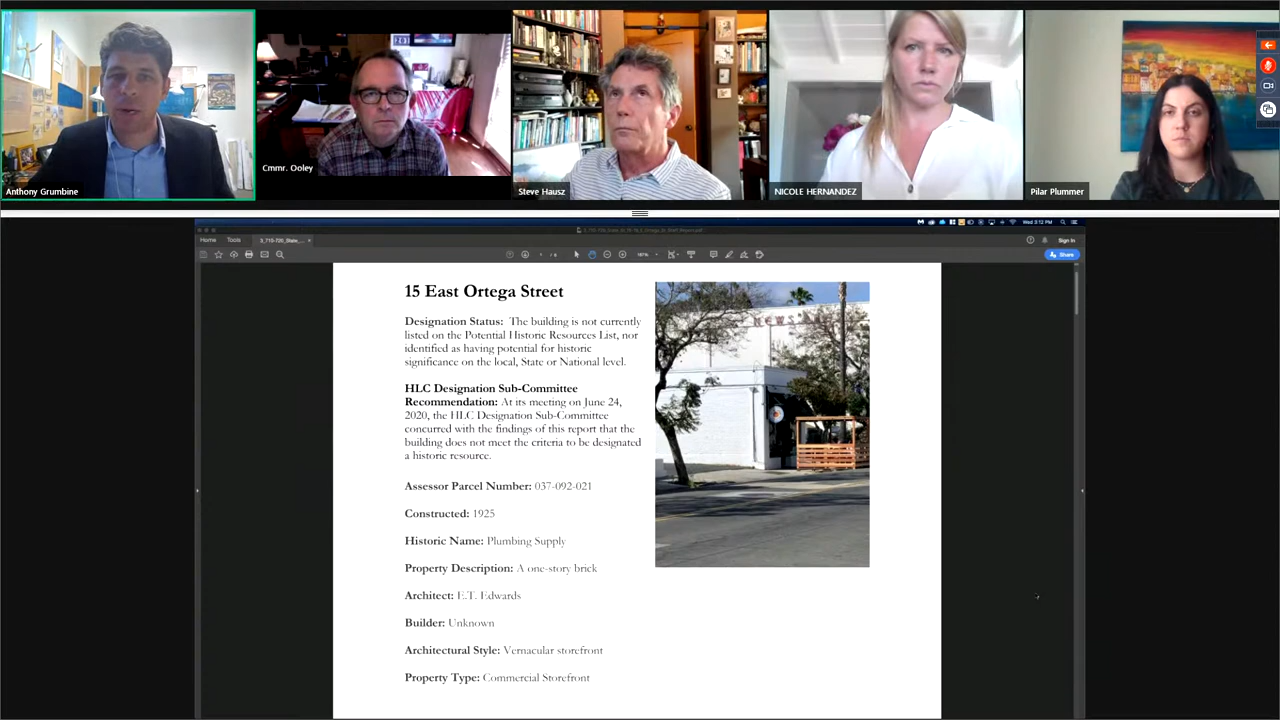 Anthony Grumbine
Cmmr. Ooley
Steve Hausz
NICOLE HERNANDEZ
Pilar Plummer
Wed 3:12 PM
Home
Tools
3_710-720_State_...
Sign In
Share
15 East Ortega Street
Designation Status: The building is not currently
listed on the Potential Historic Resources List, nor
identified as having potential for historic
significance on the local, State or National level.
HLC Designation Sub-Committee
Recommendation: At its meeting on June 24,
2020, the HLC Designation Sub-Committee
concurred with the findings of this report that the
building does not meet the criteria to be designated
a historic resource.
Assessor Parcel Number: 037-092-021
Constructed: 1925
Historic Name: Plumbing Supply
Property Description: A one-story brick
Architect: E.T. Edwards
Builder: Unknown
Architectural Style: Vernacular storefront
Property Type: Commercial Storefront